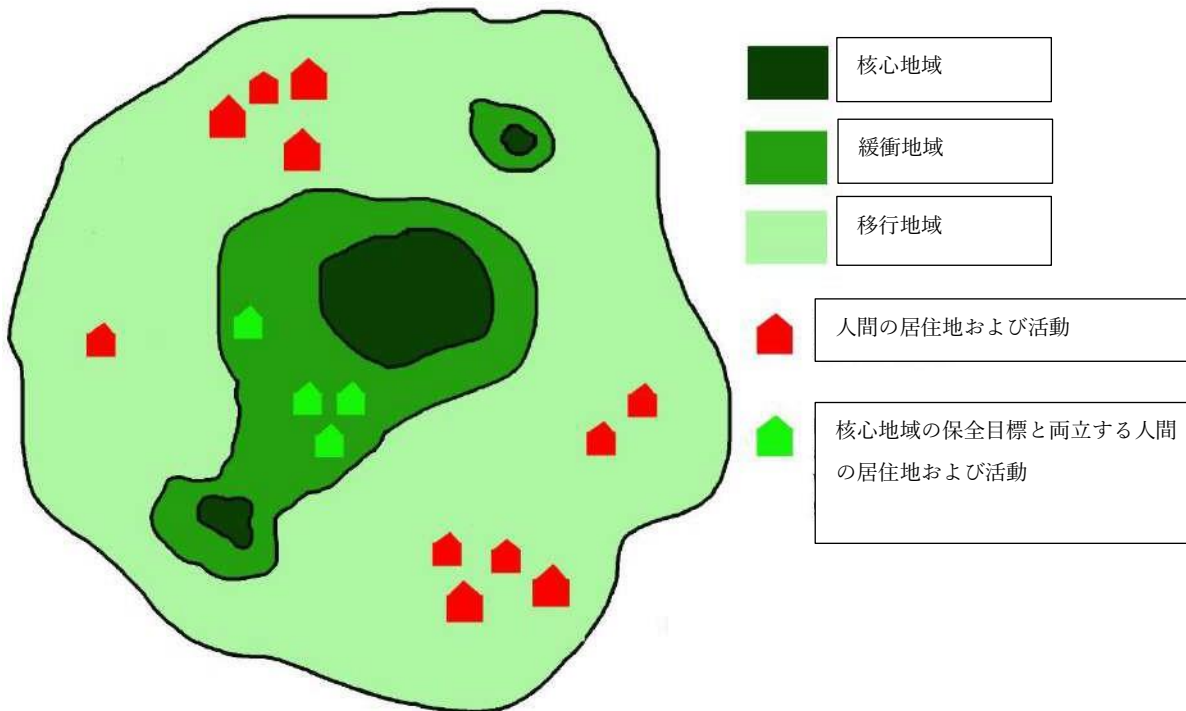 核心地域
緩衝地域
移行地域
人間の居住地および活動
核心地域の保全目標と両立する人間
の居住地および活動